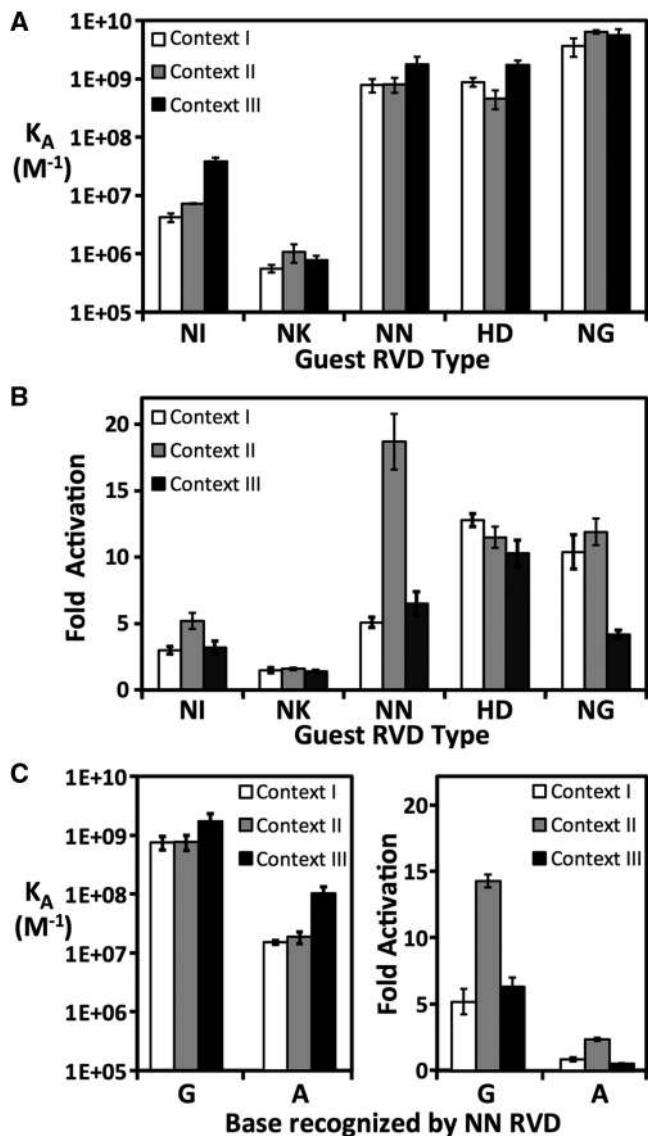 A
Context I
Context II
Context III
K_A
(M⁻¹)
1E+10
1E+09
1E+08
1E+07
1E+06
1E+05
NI NK NN HD NG
Guest RVD Type
B
Context I
Context II
Context III
Fold Activation
20
15
10
5
0
NI NK NN HD NG
Guest RVD Type
C
Context I
Context II
Context III
K_A
(M⁻¹)
1E+10
1E+09
1E+08
1E+07
1E+06
1E+05
G A
Context I
Context II
Context III
Fold Activation
20
15
10
5
0
G A
Base recognized by NN RVD